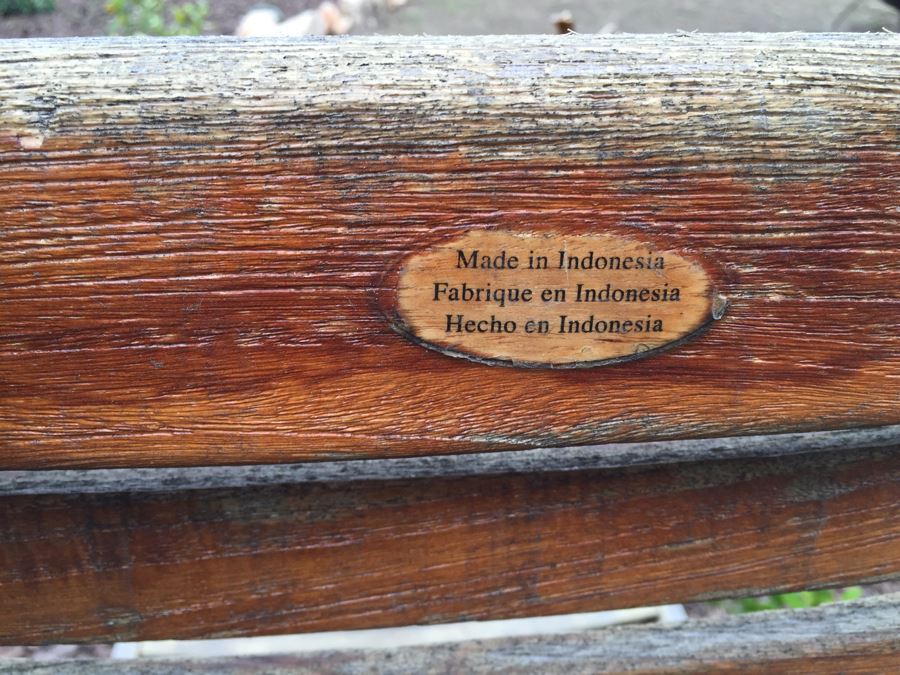 Made in Indonesia
Fabrique en Indonesia
Hecho en Indonesia